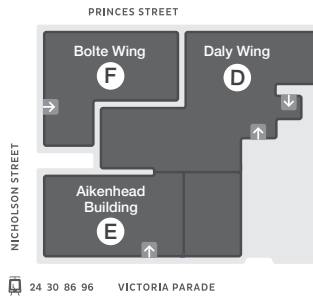 PRINCES STREET
Bolte Wing
F
Daly Wing
D
NICHOLSON STREET
Aikenhead
Building
E
24 30 86 96
VICTORIA PARADE